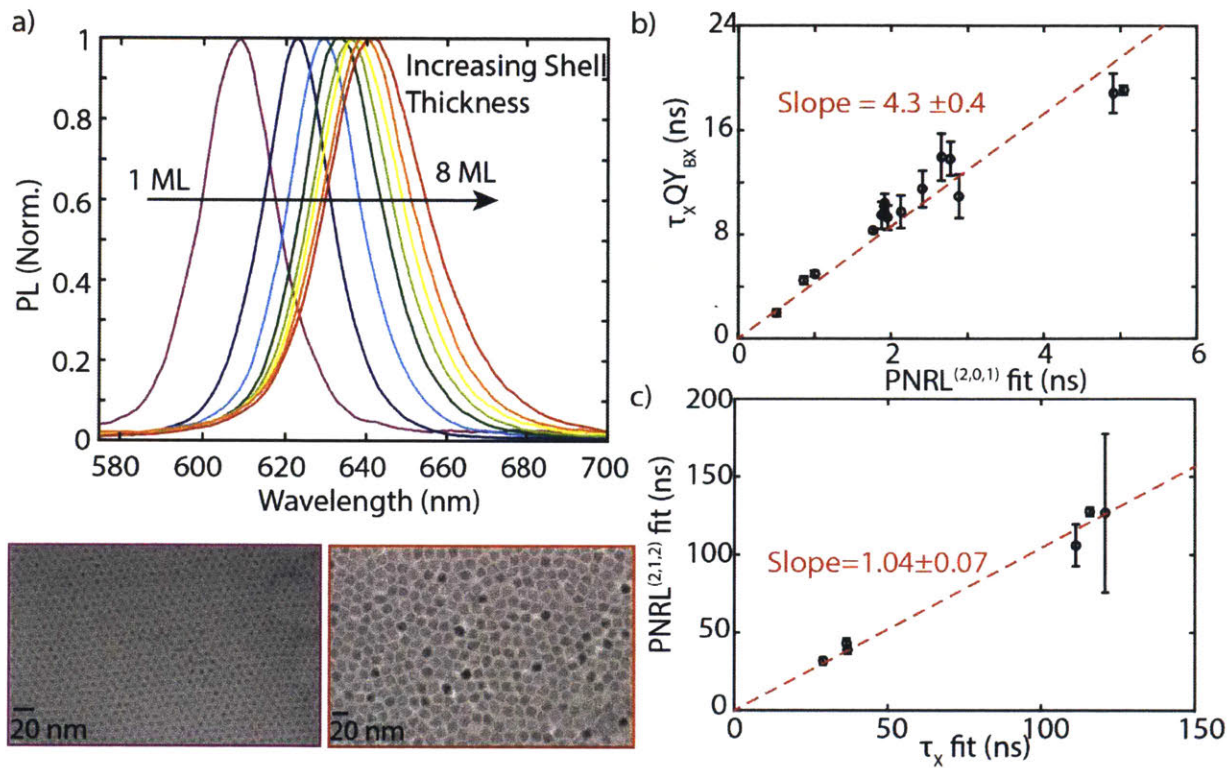 a)
PL (Norm.)
1
0.8
0.6
0.4
0.2
0
Increasing Shell
Thickness
1 ML
8 ML
580 600 620 640 660 680 700
Wavelength (nm)
20 nm
20 nm
b)
τxQYBX (ns)
24
16
8
0
Slope = 4.3 ±0.4
0 2 4 6
PNRL(2,0,1) fit (ns)
c)
PNRL(2,1,2) fit (ns)
200
150
100
50
0
Slope=1.04±0.07
0 50 100 150
τx fit (ns)